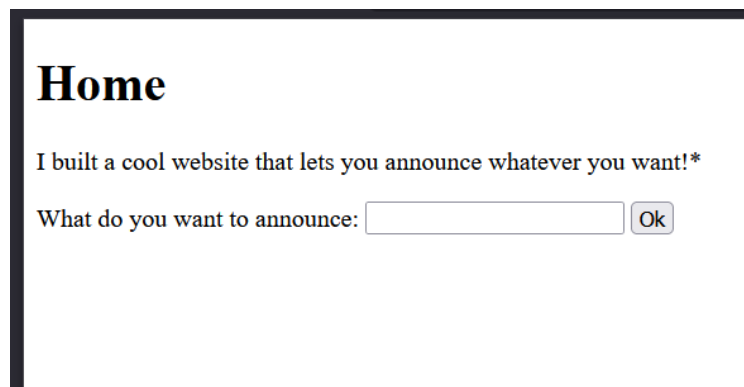 Home
I built a cool website that lets you announce whatever you want!*
What do you want to announce: Ok